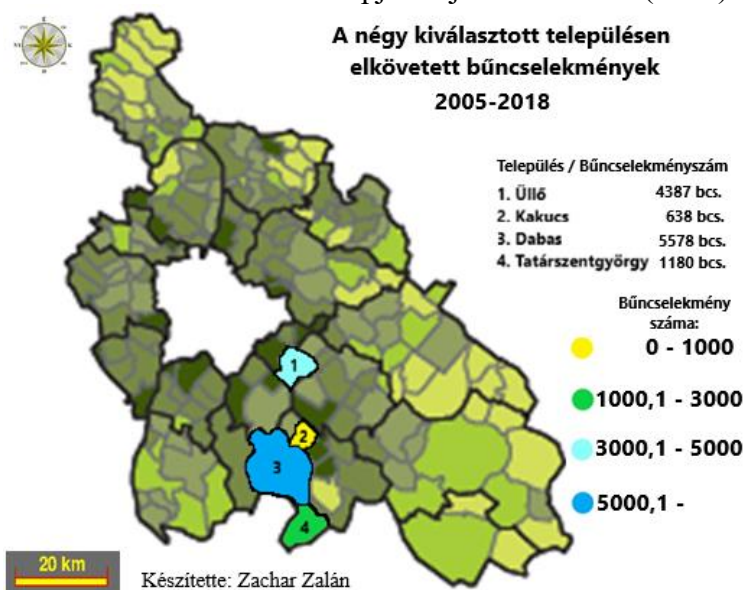 A négy kiválasztott településen
elkövetett bűncselekmények
2005-2018
Település / Bűncselekményszám
1. Üllő 4387 bcs.
2. Kakucs 638 bcs.
3. Dabas 5578 bcs.
4. Tatárszentgyörgy 1180 bcs.
Bűncselekmény
száma:
0 - 1000
1000,1 - 3000
3000,1 - 5000
5000,1 -
1
2
3
4
20 km
Készítette: Zachar Zalán